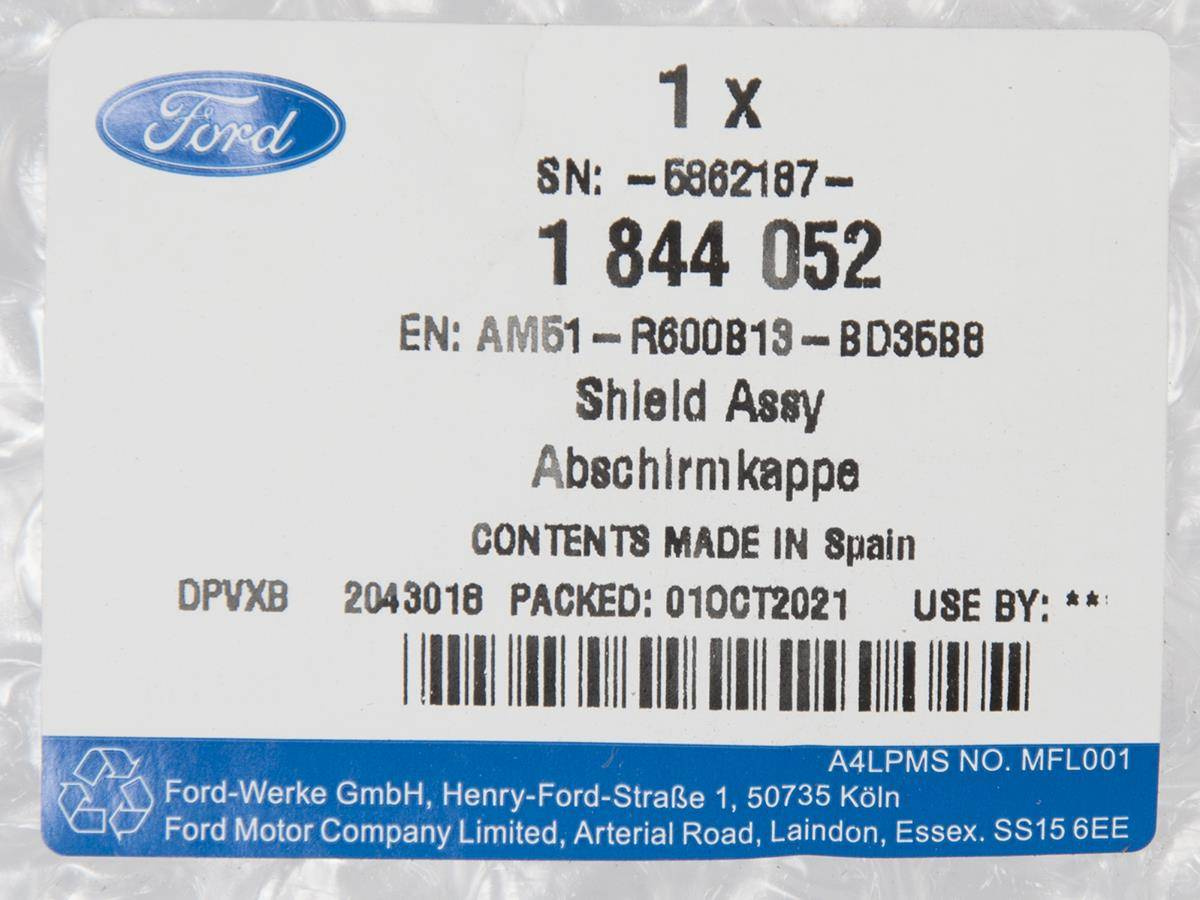 Ford
1 x
SN: -5862187-
1 844 052
EN: AM51-R600B13-BD35B8
Shield Assy
Abschirmkappe
CONTENTS MADE IN Spain
DPVXB 2043018 PACKED: 01OCT2021 USE BY: **
A4LPMS NO. MFL001
Ford-Werke GmbH, Henry-Ford-Straße 1, 50735 Köln
Ford Motor Company Limited, Arterial Road, Laindon, Essex. SS15 6EE